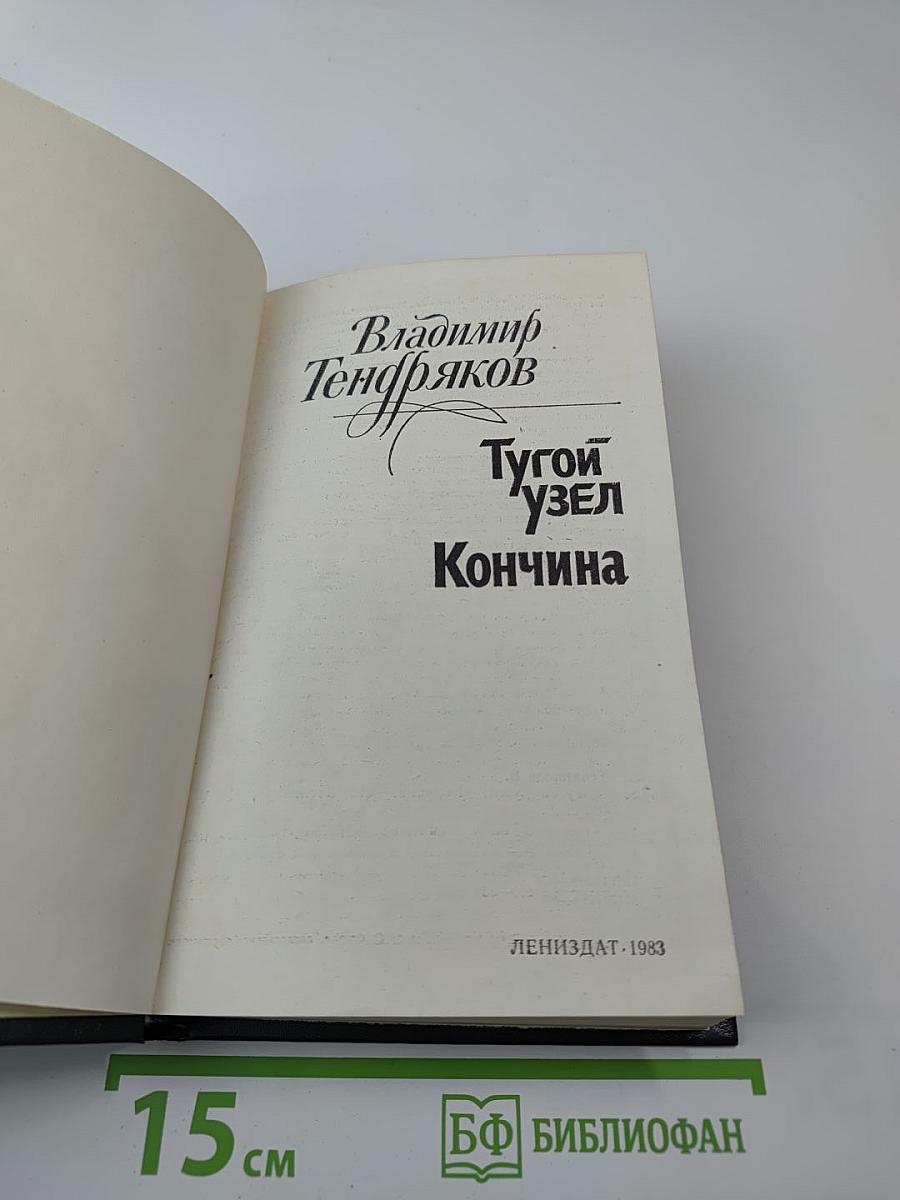 Владимир
Тендряков
Тугой
узел
Кончина
ЛЕНИЗДАТ · 1983
15 см
БФ БИБЛИОФАН